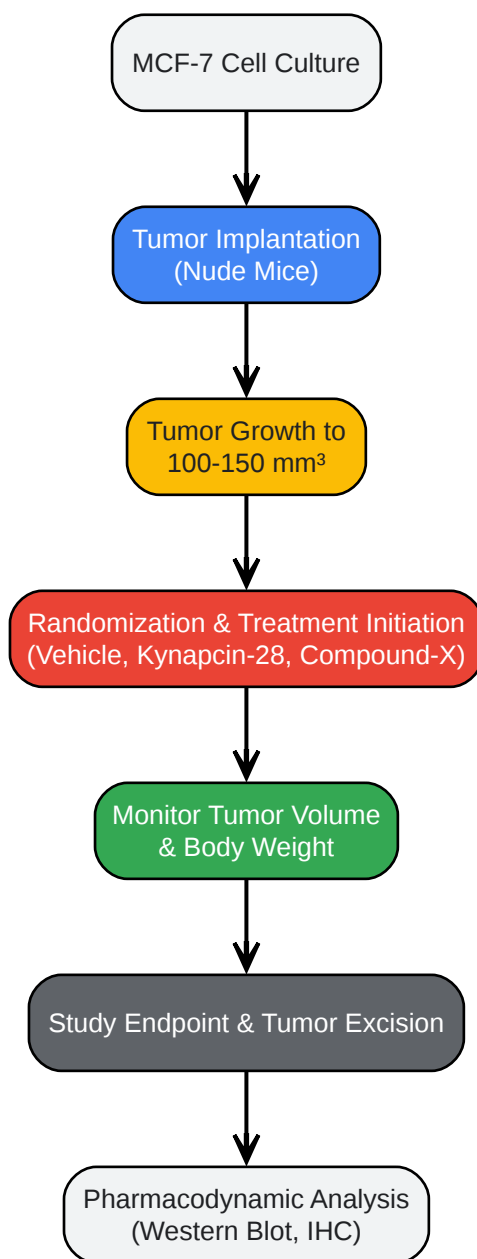 MCF-7 Cell Culture
Tumor Implantation
(Nude Mice)
Tumor Growth to
100-150 mm³
Randomization & Treatment Initiation
(Vehicle, Kynapcin-28, Compound-X)
Monitor Tumor Volume
& Body Weight
Study Endpoint & Tumor Excision
Pharmacodynamic Analysis
(Western Blot, IHC)